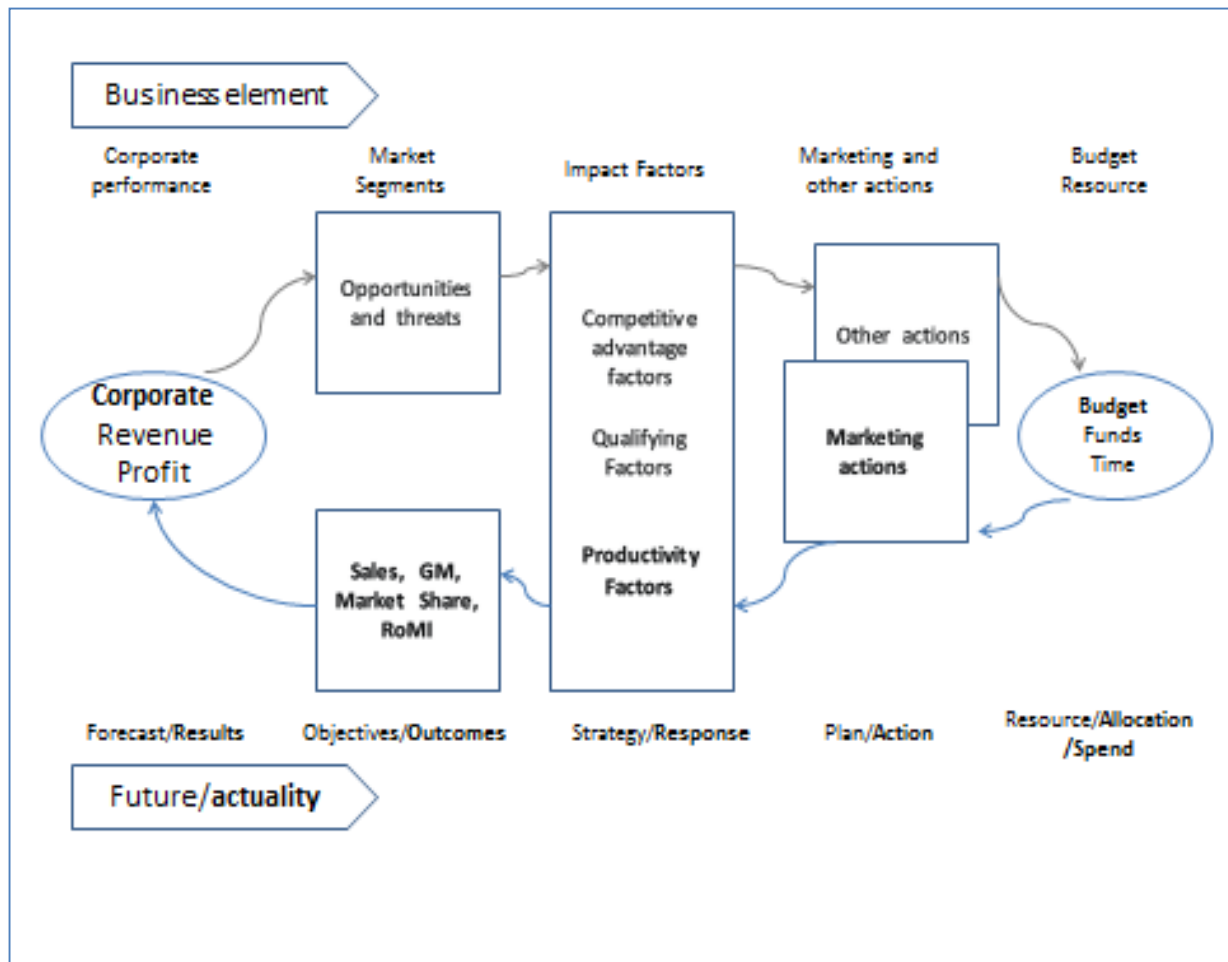 Business element
Corporate
performance
Market
Segments
Impact Factors
Marketing and
other actions
Budget
Resource
Opportunities
and threats
Competitive
advantage
factors
Qualifying
Factors
Productivity
Factors
Other actions
Marketing
actions
Corporate
Revenue
Profit
Budget
Funds
Time
Sales, GM,
Market Share,
RoMI
Forecast/Results
Objectives/Outcomes
Strategy/Response
Plan/Action
Resource/Allocation
/Spend
Future/actuality